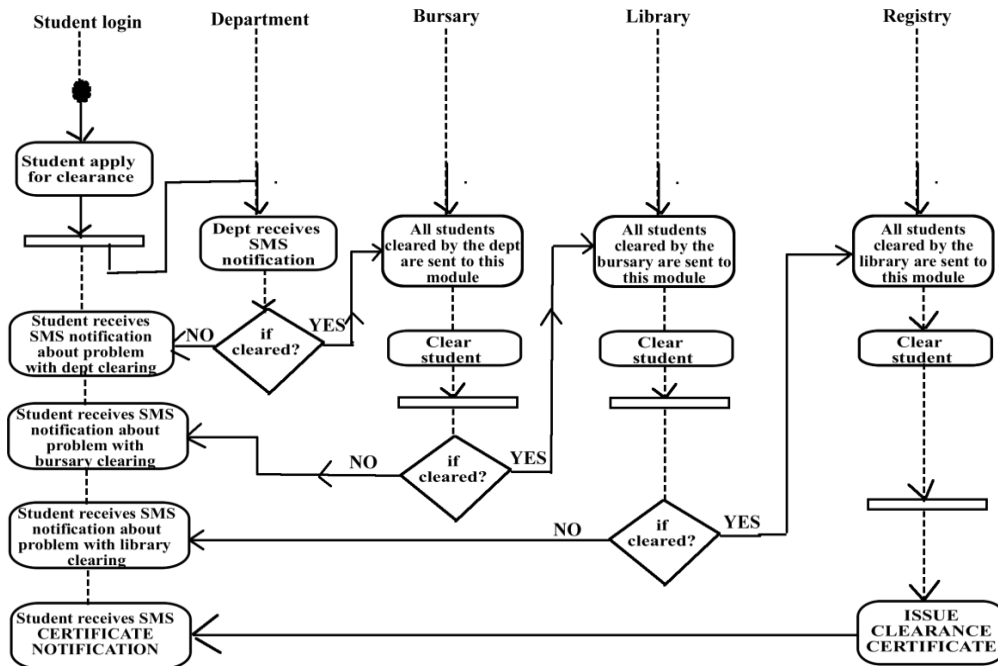 Student login
Department
Bursary
Library
Registry
Student apply
for clearance
Dept receives
SMS
notification
All students
cleared by the dept
are sent to this
module
All students
cleared by the
bursary are sent to
this module
All students
cleared by the
library are sent to
this module
Student receives
SMS notification
about problem
with dept clearing
NO
if
cleared?
YES
Clear
student
Clear
student
Clear
student
Student receives SMS
notification about
problem with
bursary clearing
NO
if
cleared?
YES
Student receives SMS
notification about
problem with library
clearing
NO
if
cleared?
YES
Student receives SMS
CERTIFICATE
NOTIFICATION
ISSUE
CLEARANCE
CERTIFICATE